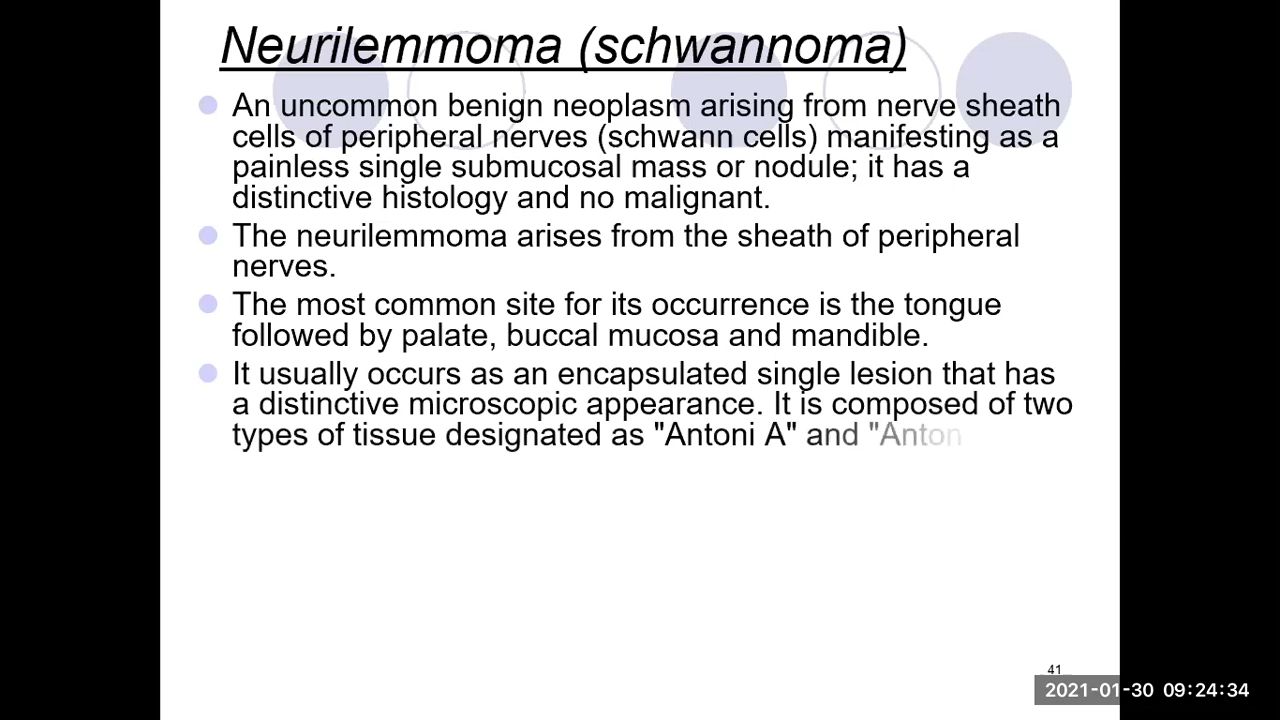 Neurilemmoma (schwannoma)
An uncommon benign neoplasm arising from nerve sheath
cells of peripheral nerves (schwann cells) manifesting as a
painless single submucosal mass or nodule; it has a
distinctive histology and no malignant.
The neurilemmoma arises from the sheath of peripheral
nerves.
The most common site for its occurrence is the tongue
followed by palate, buccal mucosa and mandible.
It usually occurs as an encapsulated single lesion that has
a distinctive microscopic appearance. It is composed of two
types of tissue designated as "Antoni A" and "Anton
41
2021-01-30 09:24:34